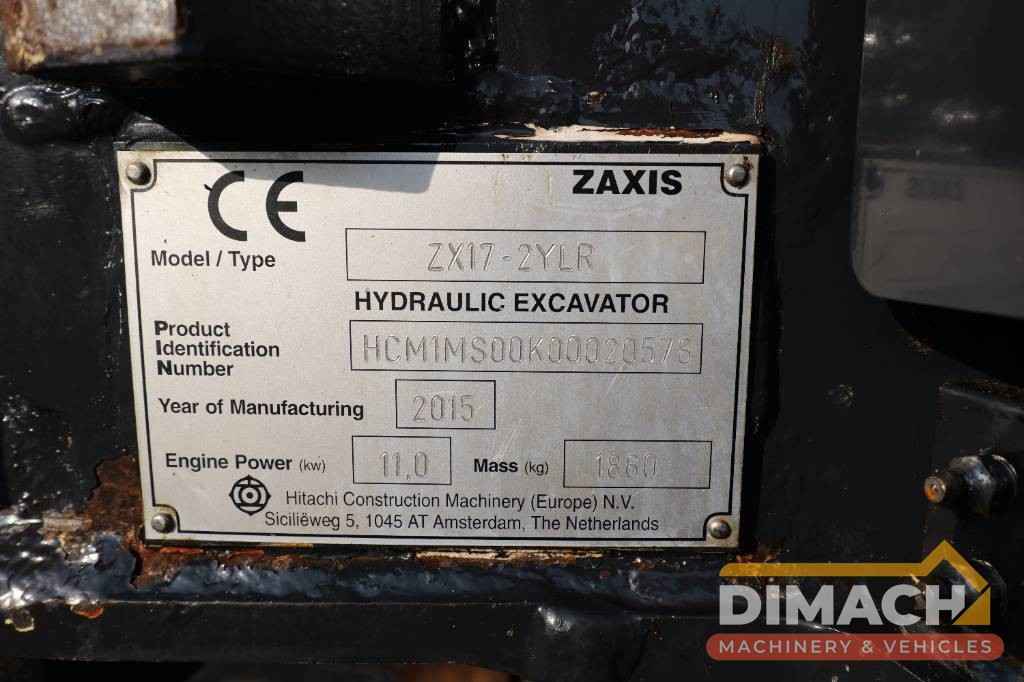 CE
ZAXIS
Model / Type ZX17-2YLR
HYDRAULIC EXCAVATOR
Product
Identification
Number
HCM1MS00K00020576
Year of Manufacturing 2015
Engine Power (kw) 11,0 Mass (kg) 1860
Hitachi Construction Machinery (Europe) N.V.
Siciliëweg 5, 1045 AT Amsterdam, The Netherlands
DIMACH
MACHINERY & VEHICLES